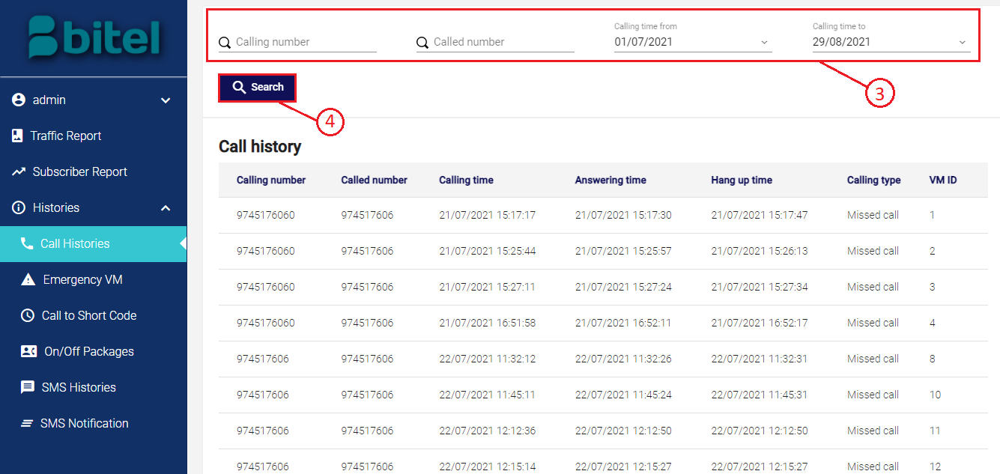 bitel
admin
Traffic Report
Subscriber Report
Histories
Call Histories
Emergency VM
Call to Short Code
On/Off Packages
SMS Histories
SMS Notification
Calling time from
Calling time to
Calling number
Called number
01/07/2021
29/08/2021
3
Search
4
Call history
Calling number Called number Calling time Answering time Hang up time Calling type VM ID
9745176060 974517606 21/07/2021 15:17:17 21/07/2021 15:17:30 21/07/2021 15:17:47 Missed call 1
9745176060 974517606 21/07/2021 15:25:44 21/07/2021 15:25:57 21/07/2021 15:26:13 Missed call 2
9745176060 974517606 21/07/2021 15:27:11 21/07/2021 15:27:24 21/07/2021 15:27:34 Missed call 3
9745176060 974517606 21/07/2021 16:51:58 21/07/2021 16:52:11 21/07/2021 16:52:17 Missed call 4
974517606 974517606 22/07/2021 11:32:12 22/07/2021 11:32:26 22/07/2021 11:32:31 Missed call 8
974517606 974517606 22/07/2021 11:45:11 22/07/2021 11:45:24 22/07/2021 11:45:31 Missed call 10
974517606 974517606 22/07/2021 12:12:36 22/07/2021 12:12:50 22/07/2021 12:12:50 Missed call 11
974517606 974517606 22/07/2021 12:15:14 22/07/2021 12:15:27 22/07/2021 12:15:27 Missed call 12